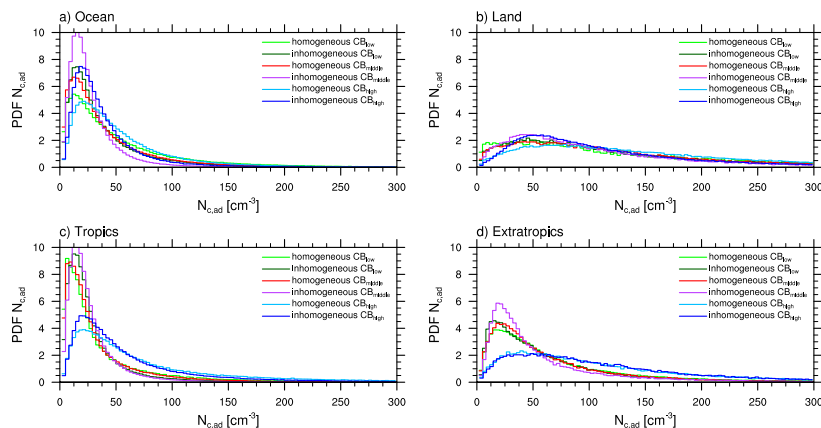 a) Ocean
10
8
6
4
2
0
PDF N_c,ad
homogeneous CB_low
inhomogeneous CB_low
homogeneous CB_middle
inhomogeneous CB_middle
homogeneous CB_high
inhomogeneous CB_high
0 50 100 150 200 250 300
N_c,ad [cm^-3]
b) Land
10
8
6
4
2
0
PDF N_c,ad
homogeneous CB_low
inhomogeneous CB_low
homogeneous CB_middle
inhomogeneous CB_middle
homogeneous CB_high
inhomogeneous CB_high
0 50 100 150 200 250 300
N_c,ad [cm^-3]
c) Tropics
10
8
6
4
2
0
PDF N_c,ad
homogeneous CB_low
Inhomogeneous CB_low
homogeneous CB_middle
inhomogeneous CB_middle
homogeneous CB_high
inhomogeneous CB_high
0 50 100 150 200 250 300
N_c,ad [cm^-3]
d) Extratropics
10
8
6
4
2
0
PDF N_c,ad
homogeneous CB_low
Inhomogeneous CB_low
homogeneous CB_middle
inhomogeneous CB_middle
homogeneous CB_high
inhomogeneous CB_high
0 50 100 150 200 250 300
N_c,ad [cm^-3]